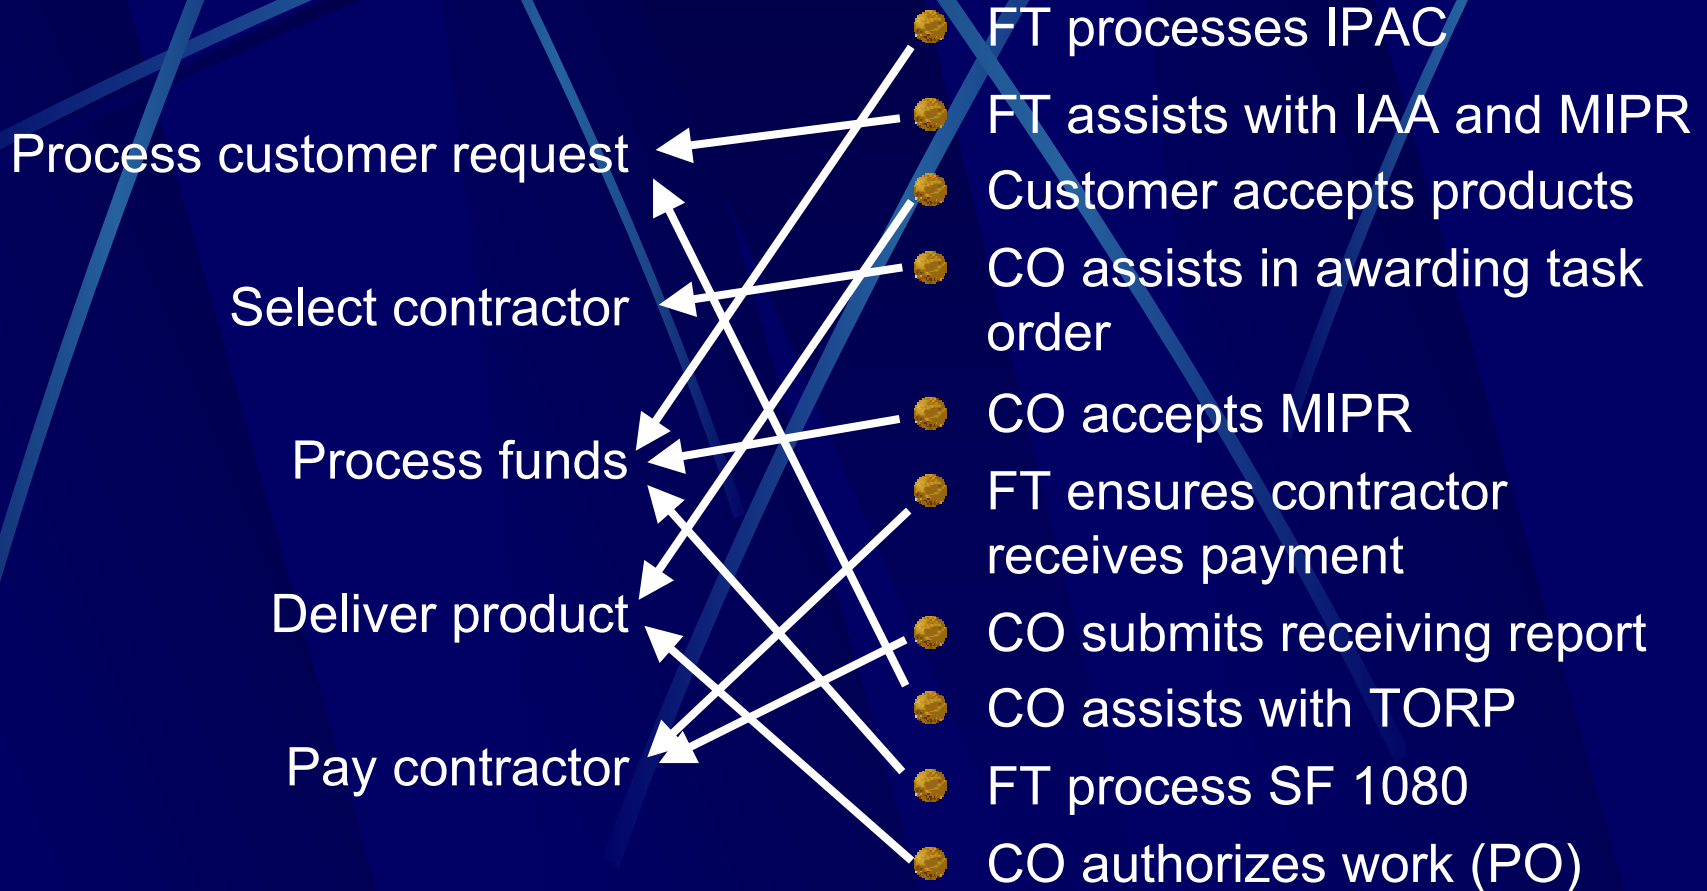 Process customer request
Select contractor
Process funds
Deliver product
Pay contractor
FT processes IPAC
FT assists with IAA and MIPR
Customer accepts products
CO assists in awarding task
order
CO accepts MIPR
FT ensures contractor
receives payment
CO submits receiving report
CO assists with TORP
FT process SF 1080
CO authorizes work (PO)